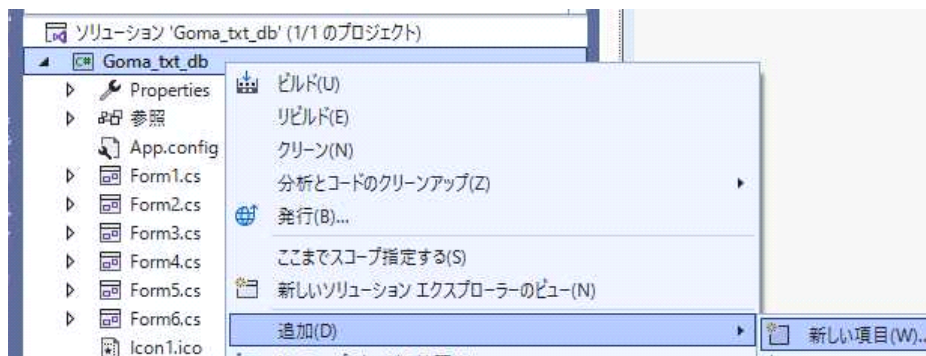 ソリューション 'Goma_txt_db' (1/1 のプロジェクト)
Goma_txt_db
Properties
参照
App.config
Form1.cs
Form2.cs
Form3.cs
Form4.cs
Form5.cs
Form6.cs
Icon1.ico
ビルド(U)
リビルド(E)
クリーン(N)
分析とコードのクリーンアップ(Z)
発行(B)...
ここまでスコープ指定する(S)
新しいソリューション エクスプローラーのビュー(N)
追加(D)
新しい項目(W)...